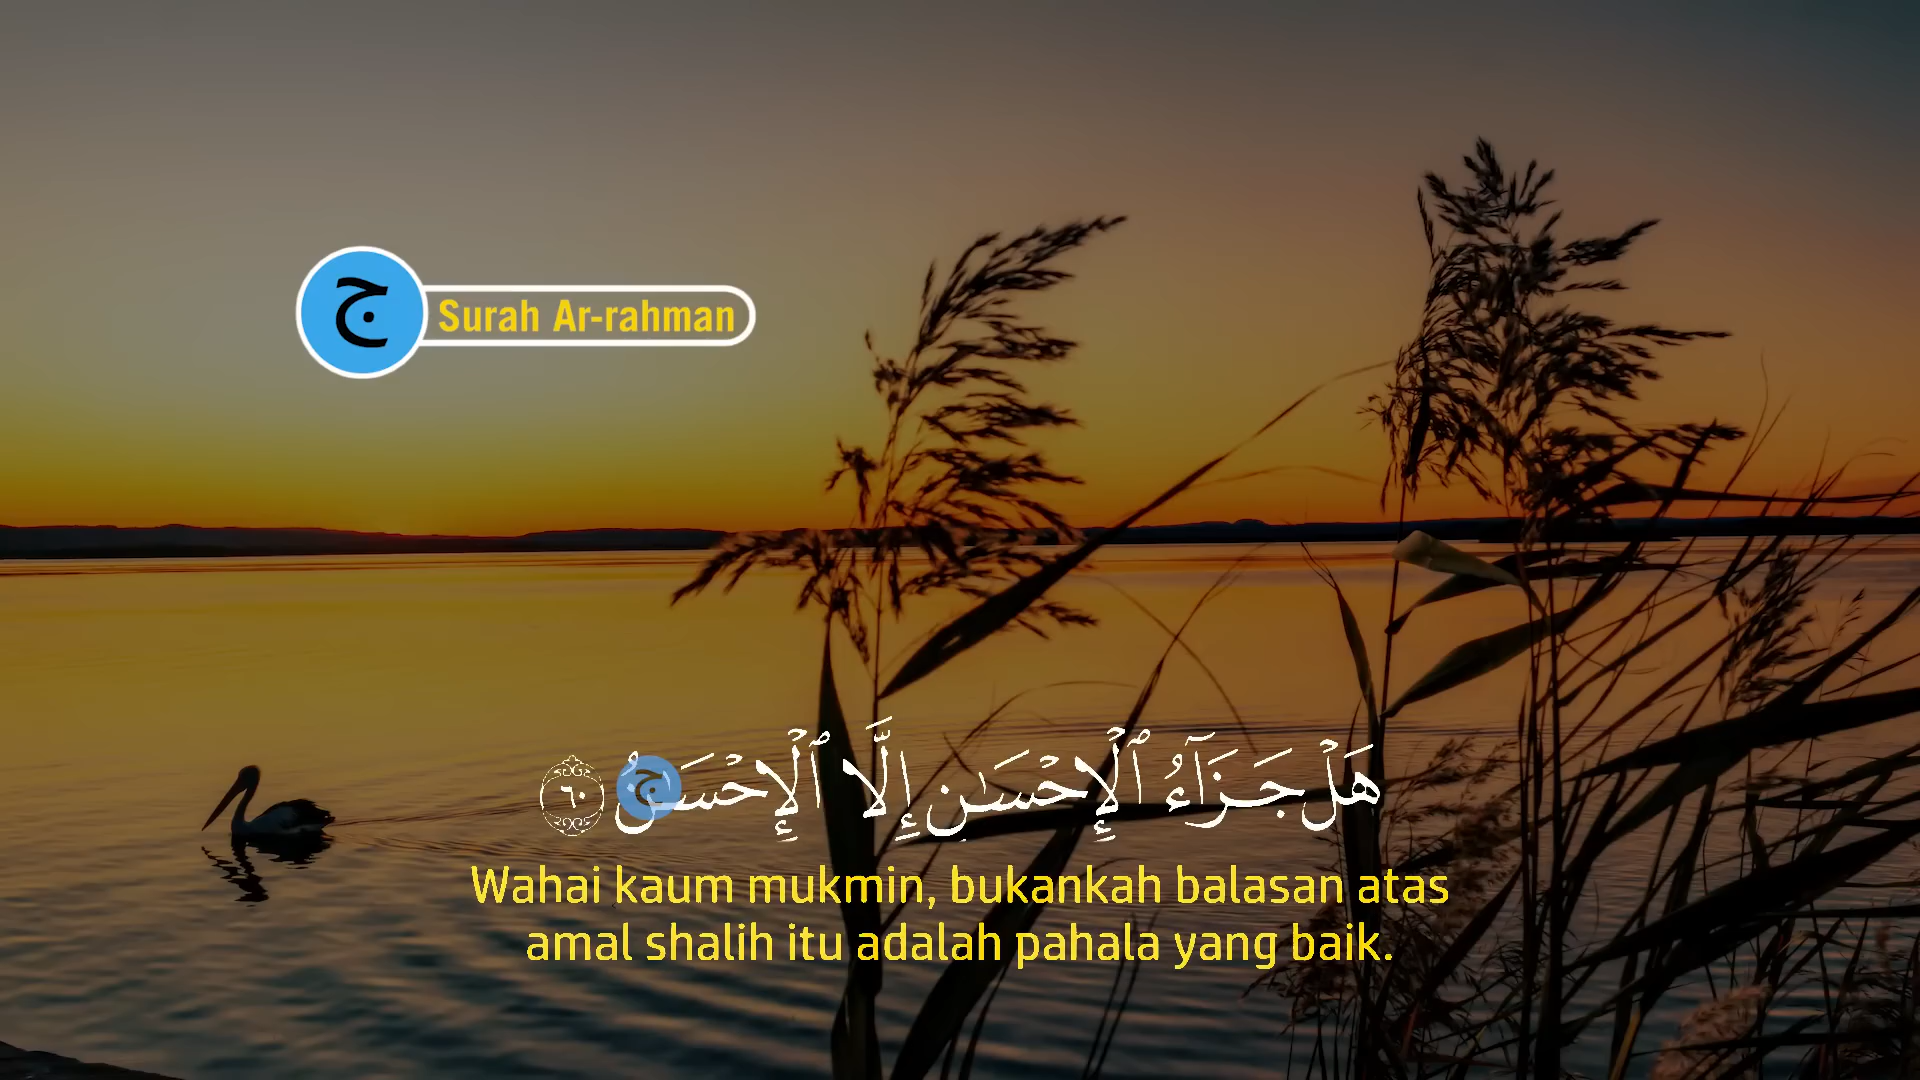 ج
Surah Ar-rahman
هَلْ جَزَآءُ ٱلْإِحْسَـٰنِ إِلَّا ٱلْإِحْسَـٰنُ ٦٠
ج
Wahai kaum mukmin, bukankah balasan atas
amal shalih itu adalah pahala yang baik.